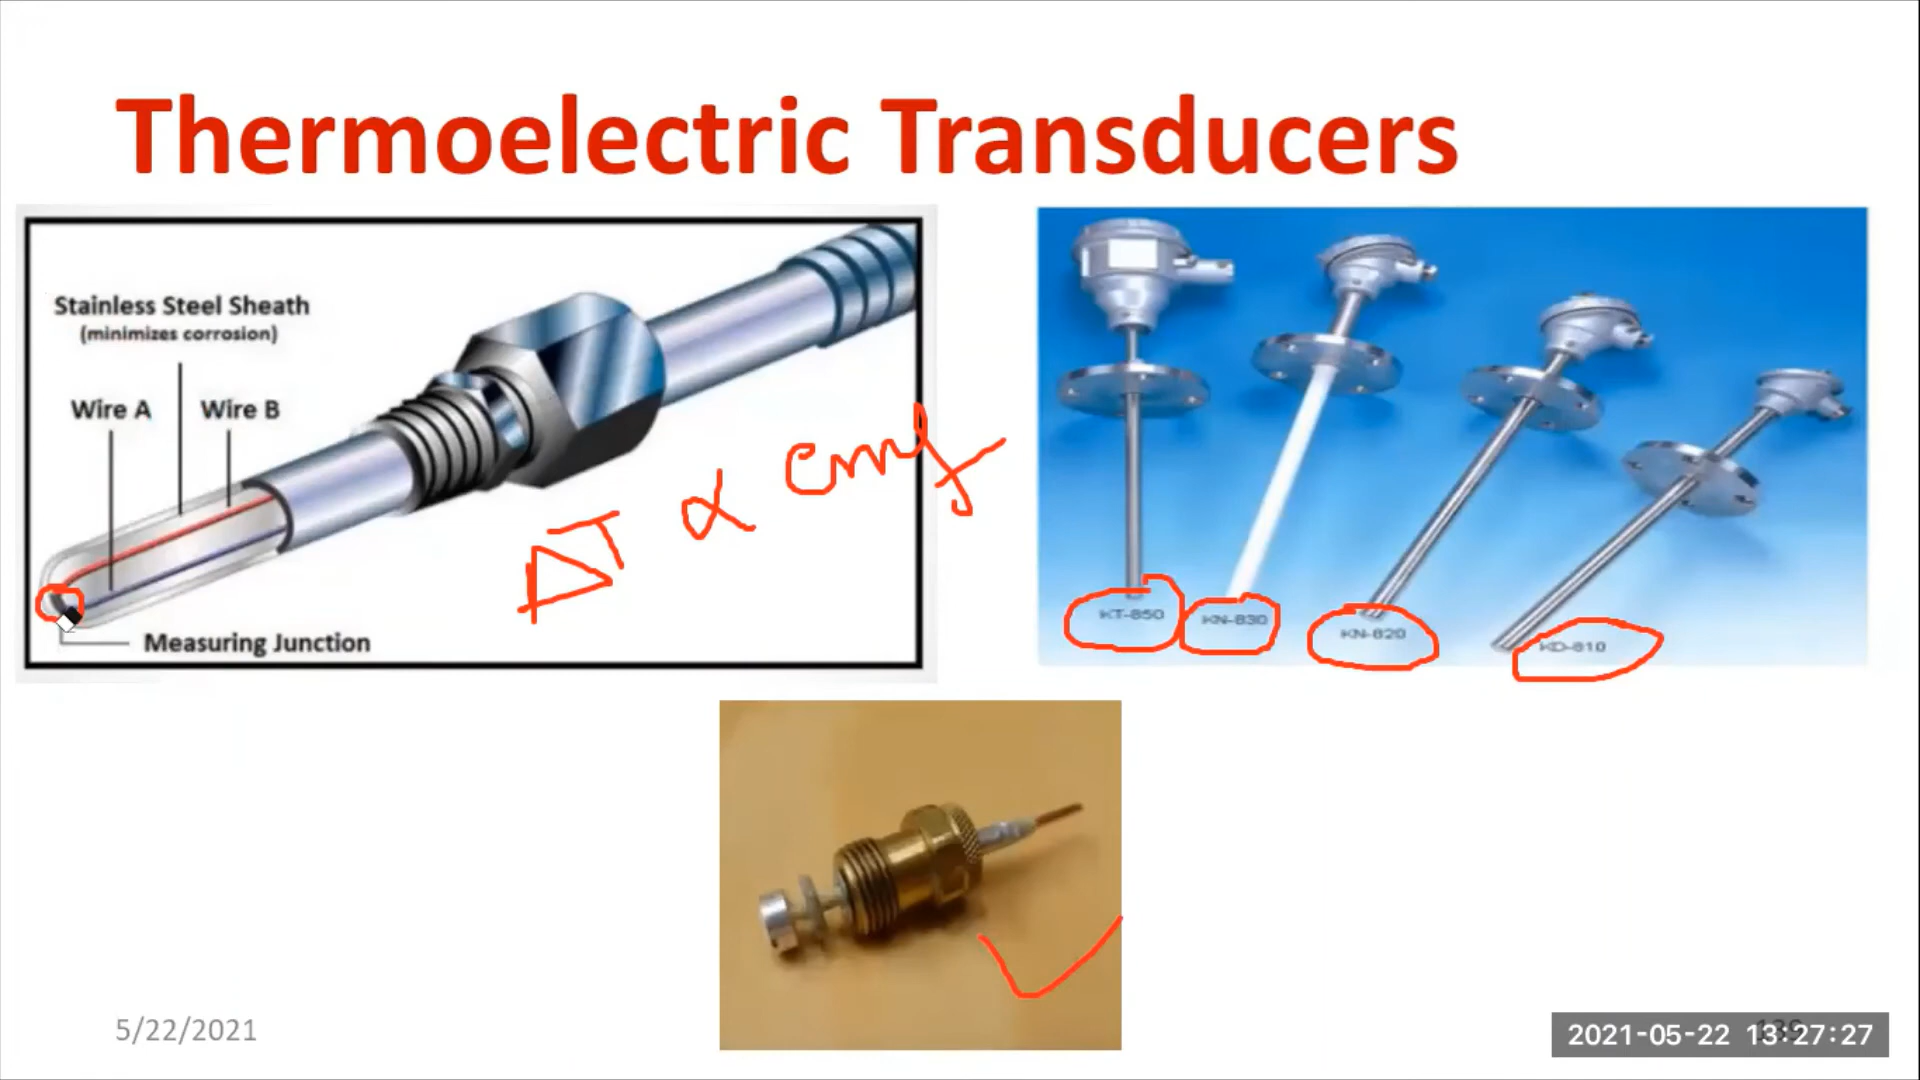 Thermoelectric Transducers
Stainless Steel Sheath
(minimizes corrosion)
Wire A
Wire B
Measuring Junction
ΔT ∝ emf
KT-850
KN-830
KN-820
KD-810
5/22/2021
139
2021-05-22 13:27:27